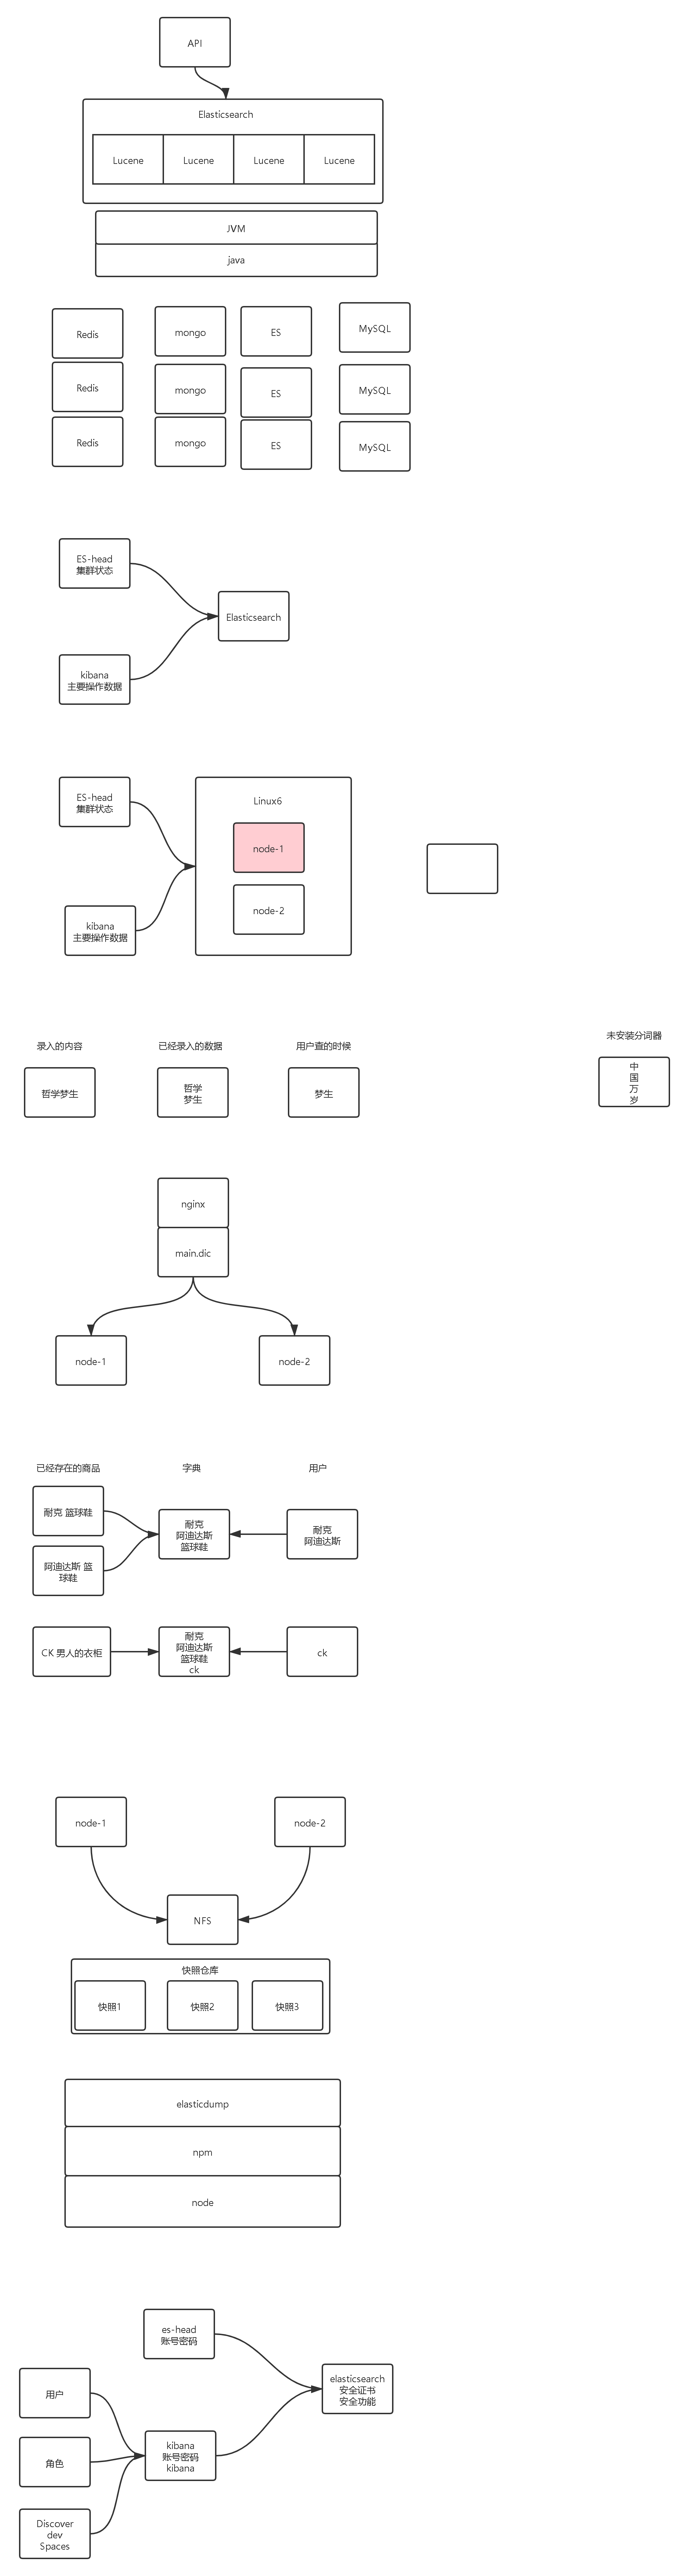 API
Elasticsearch
Lucene
Lucene
Lucene
Lucene
JVM
java
Redis
mongo
ES
MySQL
Redis
mongo
ES
MySQL
Redis
mongo
ES
MySQL
ES-head
集群状态
Elasticsearch
kibana
主要操作数据
ES-head
集群状态
Linux6
node-1
node-2
kibana
主要操作数据
录入的内容
已经录入的数据
用户查的时候
未安装分词器
哲学梦生
哲学
梦生
梦生
中
国
万
岁
nginx
main.dic
node-1
node-2
已经存在的商品
字典
用户
耐克 篮球鞋
阿迪达斯 篮
球鞋
耐克
阿迪达斯
篮球鞋
耐克
阿迪达斯
CK 男人的衣柜
耐克
阿迪达斯
篮球鞋
ck
ck
node-1
node-2
NFS
快照仓库
快照1
快照2
快照3
elasticdump
npm
node
es-head
账号密码
elasticsearch
安全证书
安全功能
用户
角色
kibana
账号密码
kibana
Discover
dev
Spaces